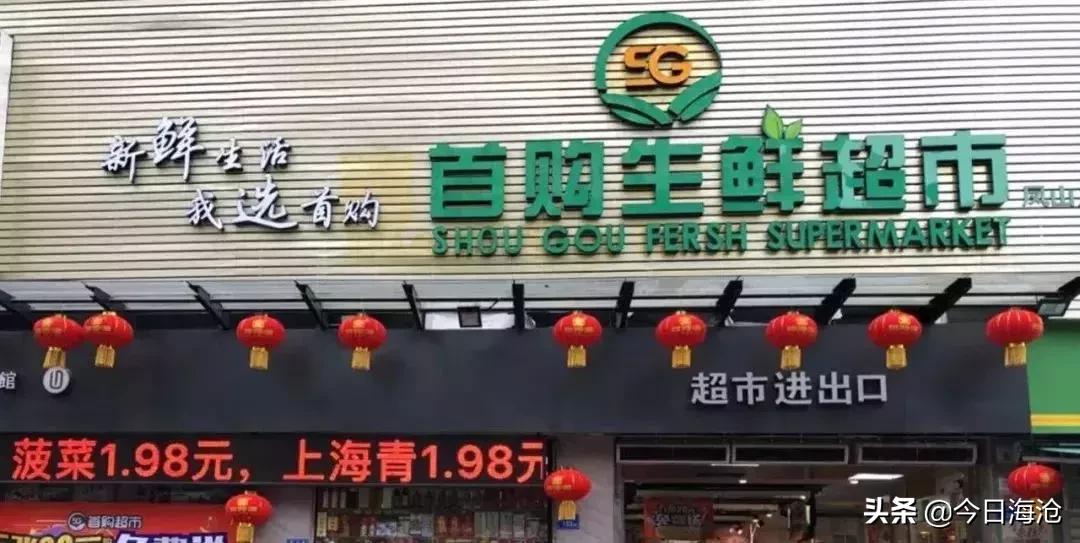 SG
新鲜生活
我选首购
首购生鲜超市
凤山
SHOU GOU FERSH SUPERMARKET
館
超市进出口
菠菜1.98元，上海青1.98元
首购超市
头条 @今日海沧